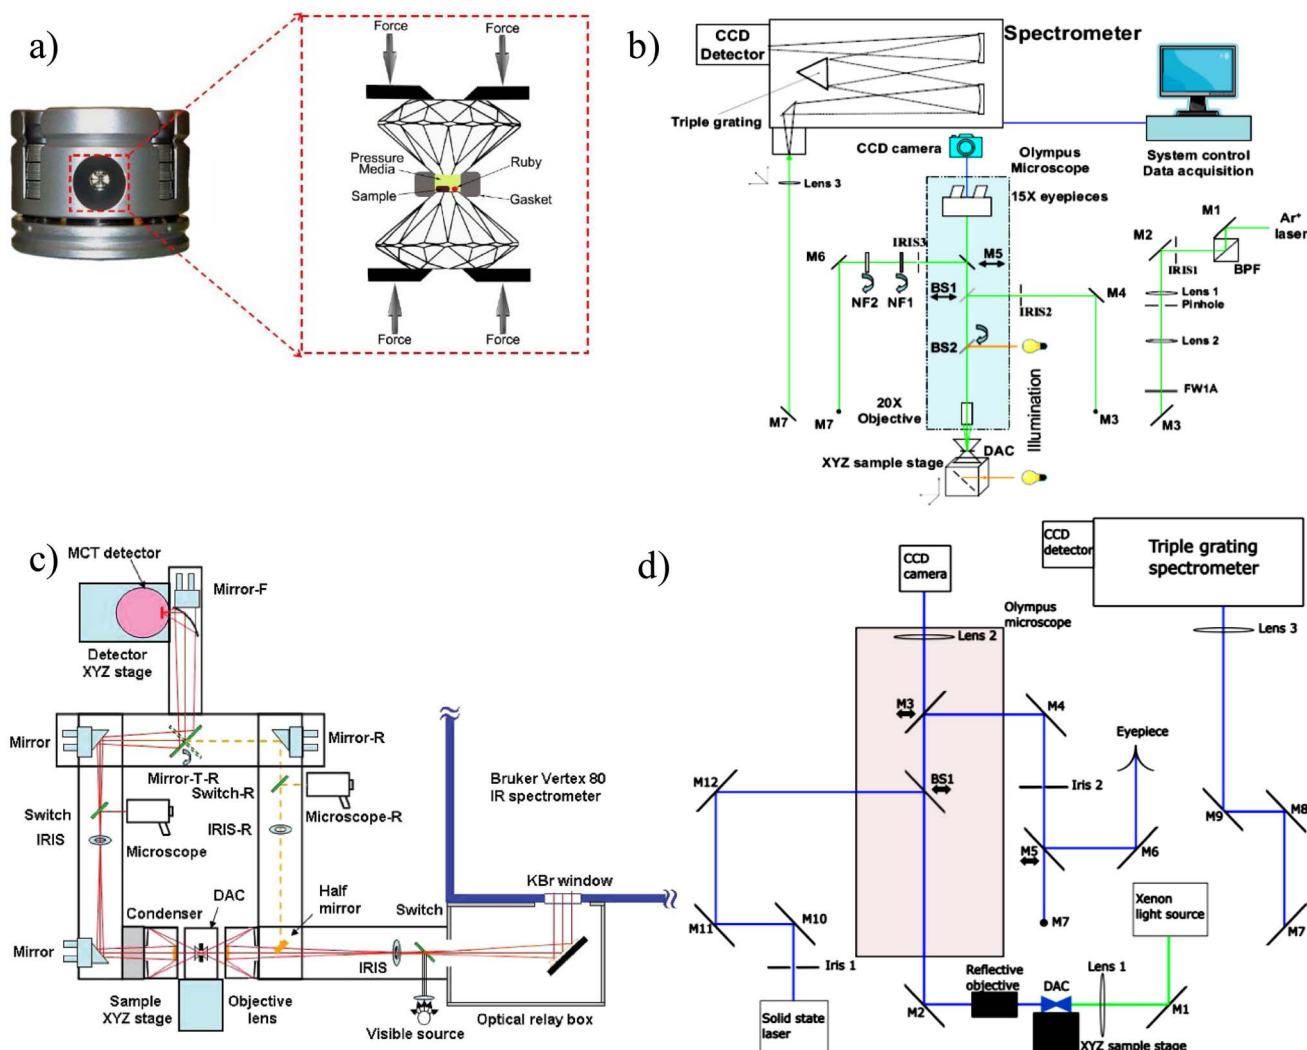 a)
Force
Force
Pressure
Media
Ruby
Sample
Gasket
Force
Force
b)
CCD
Detector
Spectrometer
Triple grating
CCD camera
Olympus
Microscope
System control
Data acquisition
Lens 3
15X eyepieces
M1
Ar+
laser
M2
IRIS1
BPF
M6
IRIS3
M5
NF2
NF1
BS1
IRIS2
M4
Lens 1
Pinhole
BS2
Lens 2
Illumination
FW1A
M7
M7
20X
Objective
M3
M3
DAC
XYZ sample stage
c)
MCT detector
Mirror-F
Detector
XYZ stage
Mirror
Mirror-R
Mirror-T-R
Switch-R
Switch
IRIS
Microscope
IRIS-R
Microscope-R
Bruker Vertex 80
IR spectrometer
KBr window
Condenser
DAC
Half
mirror
Switch
Mirror
IRIS
Sample
XYZ stage
Objective
lens
Visible source
Optical relay box
d)
CCD
camera
CCD
detector
Triple grating
spectrometer
Olympus
microscope
Lens 2
Lens 3
M3
M4
Eyepiece
M12
BS1
Iris 2
M9
M8
M5
M6
M11
M10
Xenon
light source
M7
M7
Iris 1
Reflective
objective
DAC
Lens 1
M2
M1
Solid state
laser
XYZ sample stage